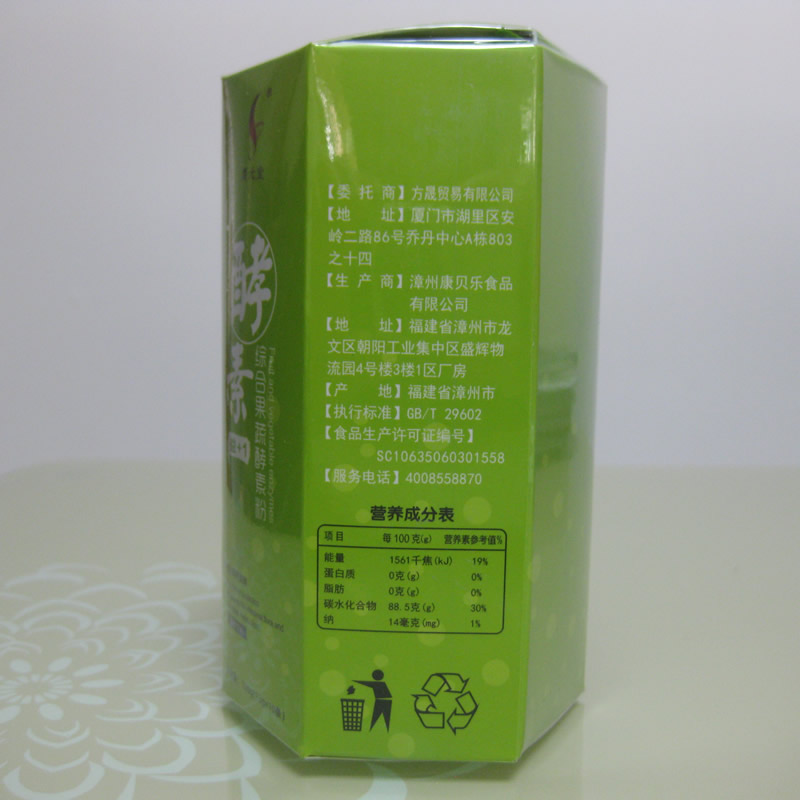 酵素
综合果蔬酵素粉
Fruit and vegetable enzymes
【委托商】方晟贸易有限公司
【地址】厦门市湖里区安
岭二路86号乔丹中心A栋803
之十四
【生产商】漳州康贝乐食品
有限公司
【地址】福建省漳州市龙
文区朝阳工业集中区盛辉物
流园4号楼3楼1区厂房
【产地】福建省漳州市
【执行标准】GB/T 29602
【食品生产许可证编号】
SC10635060301558
【服务电话】4008558870
营养成分表
项目 每100克(g) 营养素参考值%
能量 1561千焦(kJ) 19%
蛋白质 0克(g) 0%
脂肪 0克(g) 0%
碳水化合物 88.5克(g) 30%
纳 14毫克(mg) 1%